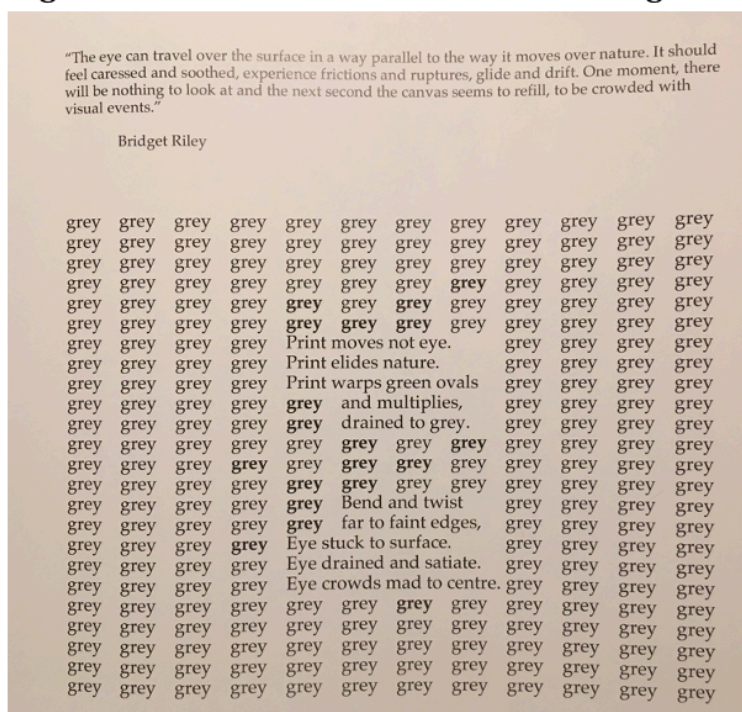 “The eye can travel over the surface in a way parallel to the way it moves over nature. It should
feel caressed and soothed, experience frictions and ruptures, glide and drift. One moment, there
will be nothing to look at and the next second the canvas seems to refill, to be crowded with
visual events.”
Bridget Riley
grey grey grey grey grey grey grey grey grey grey grey grey
grey grey grey grey grey grey grey grey grey grey grey grey
grey grey grey grey grey grey grey grey grey grey grey grey
grey grey grey grey grey grey grey grey grey grey grey grey
grey grey grey grey grey grey grey grey grey grey grey grey
grey grey grey grey grey grey grey grey grey grey grey grey
grey grey grey grey Print moves not eye. grey grey grey grey
grey grey grey grey Print elides nature. grey grey grey grey
grey grey grey grey Print warps green ovals grey grey grey grey
grey grey grey grey grey and multiplies, grey grey grey grey
grey grey grey grey grey drained to grey. grey grey grey grey
grey grey grey grey grey grey grey grey grey grey grey grey
grey grey grey grey grey grey grey grey grey grey grey grey
grey grey grey grey grey grey grey grey grey grey grey grey
grey grey grey grey grey Bend and twist grey grey grey grey
grey grey grey grey grey far to faint edges, grey grey grey grey
grey grey grey grey Eye stuck to surface. grey grey grey grey
grey grey grey grey Eye drained and satiate. grey grey grey grey
grey grey grey grey Eye crowds mad to centre. grey grey grey grey
grey grey grey grey grey grey grey grey grey grey grey grey
grey grey grey grey grey grey grey grey grey grey grey grey
grey grey grey grey grey grey grey grey grey grey grey grey
grey grey grey grey grey grey grey grey grey grey grey grey
grey grey grey grey grey grey grey grey grey grey grey grey